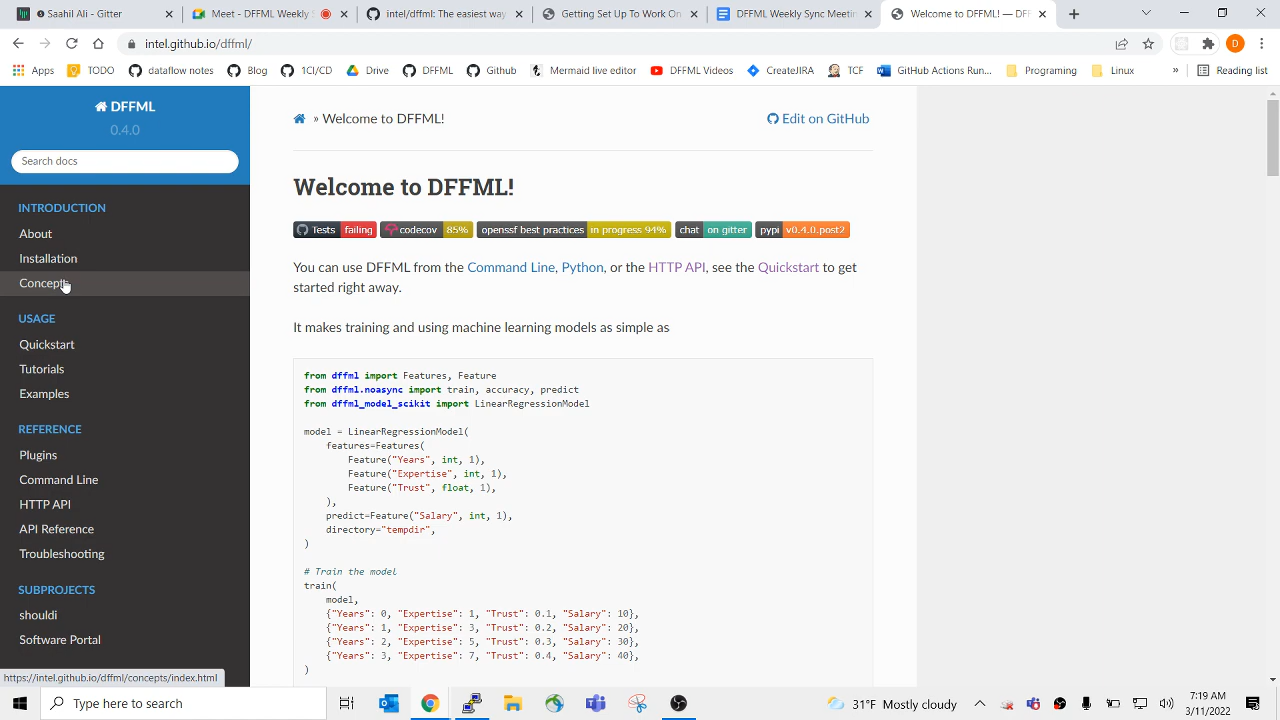 Saahil Ali - Google
Meet - DFFML Weekly S
intel/dffml: The easiest way
Getting Set Up To Work On
DFFML Weekly Sync Meetin
Welcome to DFFML! — DFF
intel.github.io/dffml/
D
Apps
TODO
dataflow notes
Blog
1CI/CD
Drive
DFFML
Github
Mermaid live editor
DFFML Videos
CreateJIRA
TCF
GitHub Actions Run...
Programing
Linux
»
Reading list
DFFML
0.4.0
Search docs
INTRODUCTION
About
Installation
Concepts
USAGE
Quickstart
Tutorials
Examples
REFERENCE
Plugins
Command Line
HTTP API
API Reference
Troubleshooting
SUBPROJECTS
shouldi
Software Portal
https://intel.github.io/dffml/concepts/index.html
» Welcome to DFFML!
Edit on GitHub
Welcome to DFFML!
Tests failing codecov 85% openssf best practices in progress 94% chat on gitter pypi v0.4.0.post2
You can use DFFML from the Command Line, Python, or the HTTP API, see the Quickstart to get
started right away.
It makes training and using machine learning models as simple as
from dffml import Features, Feature
from dffml.noasync import train, accuracy, predict
from dffml_model_scikit import LinearRegressionModel
model = LinearRegressionModel(
features=Features(
Feature("Years", int, 1),
Feature("Expertise", int, 1),
Feature("Trust", float, 1),
),
predict=Feature("Salary", int, 1),
directory="tempdir",
)
# Train the model
train(
model,
{"Years": 0, "Expertise": 1, "Trust": 0.1, "Salary": 10},
{"Years": 1, "Expertise": 3, "Trust": 0.2, "Salary": 20},
{"Years": 2, "Expertise": 5, "Trust": 0.3, "Salary": 30},
{"Years": 3, "Expertise": 7, "Trust": 0.4, "Salary": 40},
)
Type here to search
31°F Mostly cloudy
7:19 AM
3/11/2022